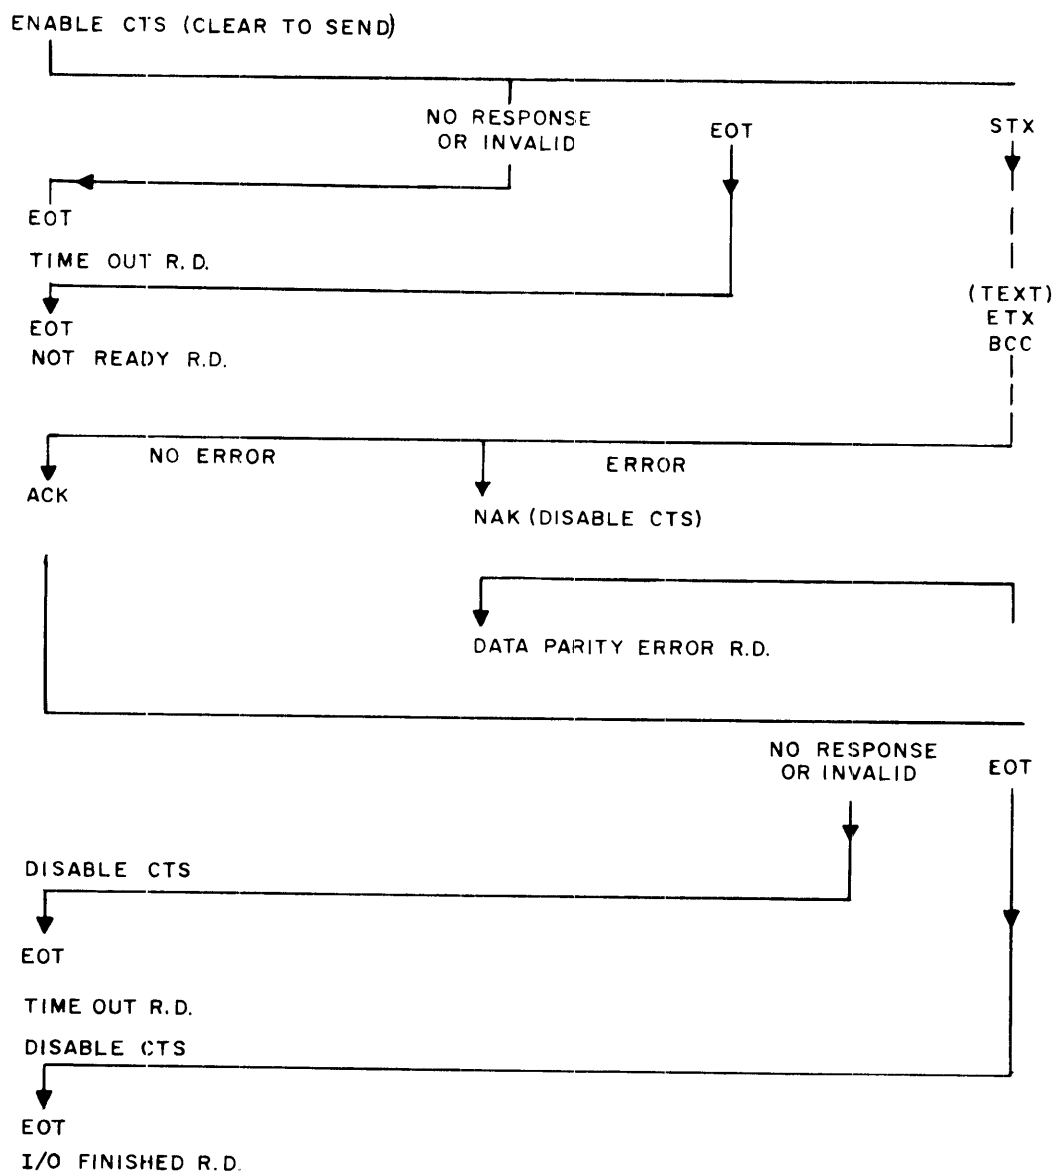 ENABLE CTS (CLEAR TO SEND)
NO RESPONSE
OR INVALID
EOT
STX
EOT
TIME OUT R.D.
(TEXT)
ETX
BCC
EOT
NOT READY R.D.
NO ERROR
ERROR
ACK
NAK (DISABLE CTS)
DATA PARITY ERROR R.D.
NO RESPONSE
OR INVALID
EOT
DISABLE CTS
EOT
TIME OUT R.D.
DISABLE CTS
EOT
I/O FINISHED R.D.